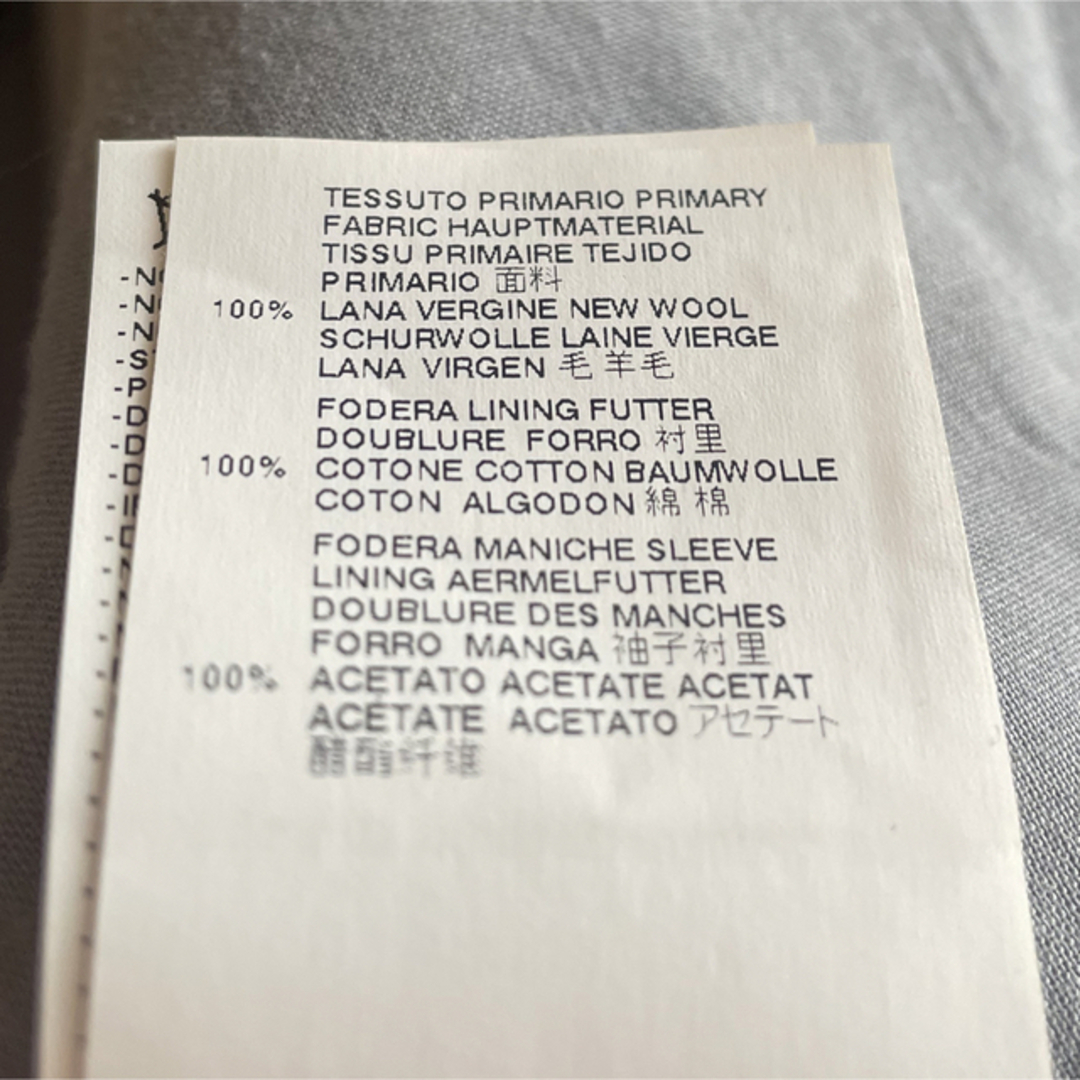 TESSUTO PRIMARIO PRIMARY
FABRIC HAUPTMATERIAL
TISSU PRIMAIRE TEJIDO
PRIMARIO 面料
100% LANA VERGINE NEW WOOL
SCHURWOLLE LAINE VIERGE
LANA VIRGEN 毛 羊毛
FODERA LINING FUTTER
DOUBLURE FORRO 衬里
100% COTONE COTTON BAUMWOLLE
COTON ALGODON 綿 棉
FODERA MANICHE SLEEVE
LINING AERMELFUTTER
DOUBLURE DES MANCHES
FORRO MANGA 袖子衬里
100% ACETATO ACETATE ACETAT
ACÉTATE ACETATO アセテート
醋酯纤维